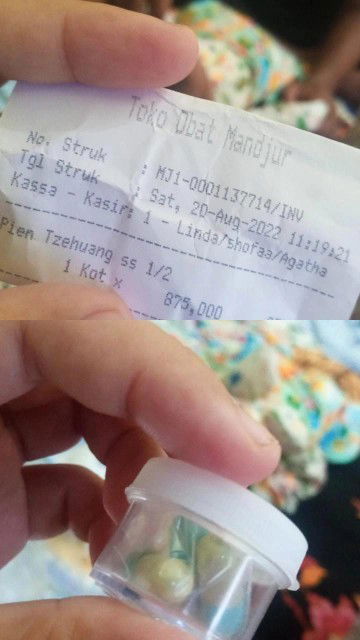 Toko Obat Mandjur
No. Struk : MJ1-0001137714/INV
Tgl Struk : Sat, 20-Aug-2022 11:19:21
Kassa - Kasir: 1 - Linda/shofaa/Agatha
Pien Tzehuang ss 1/2
1 Kot x 875,000